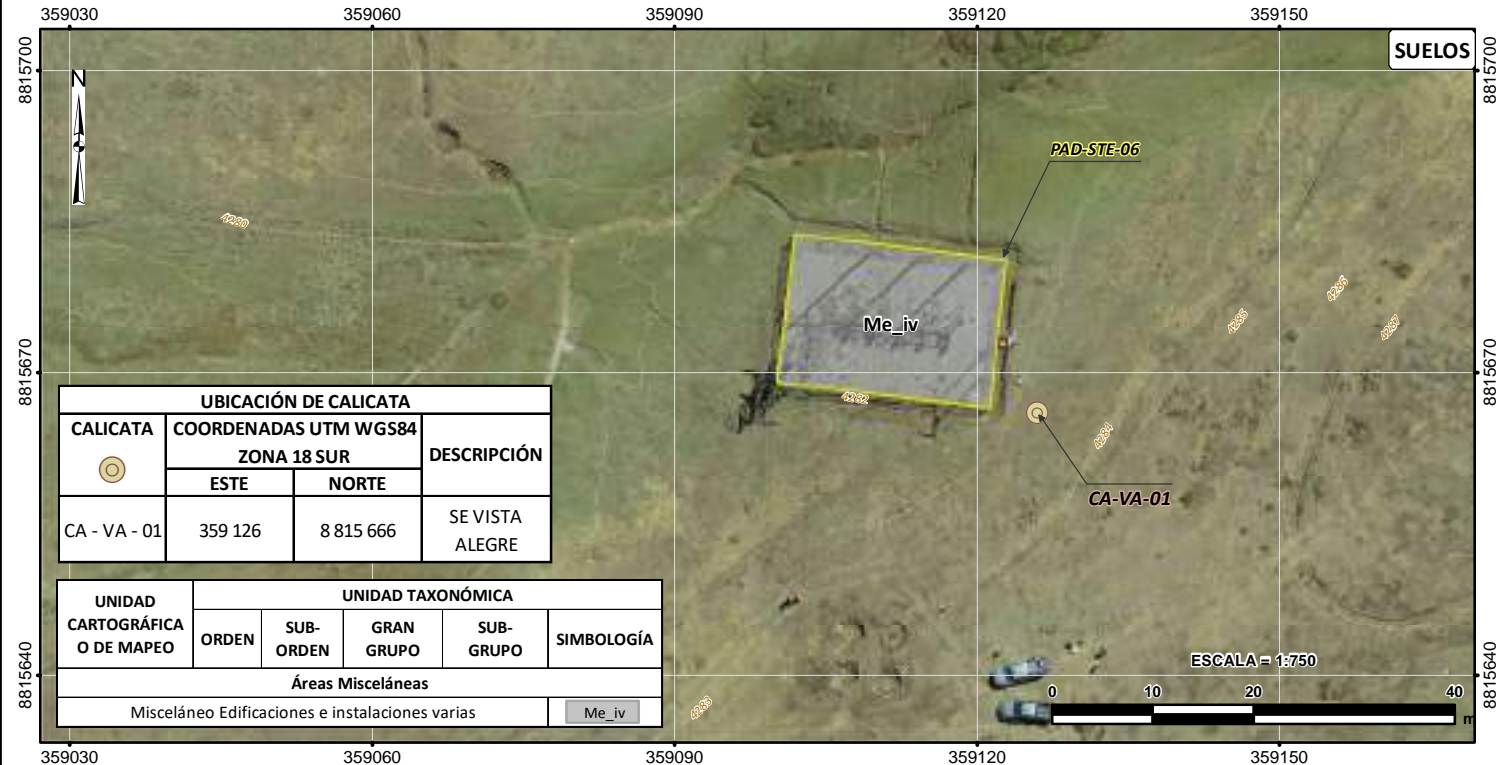 359030 359060 359090 359120 359150
SUELOS
8815700 8815700
N
PAD-STE-06
4280
4286
4285
4287
Me_iv
8815670 8815670
4282
4284
CA-VA-01
UBICACIÓN DE CALICATA
CALICATA
COORDENADAS UTM WGS84
ZONA 18 SUR
DESCRIPCIÓN
ESTE NORTE
CA - VA - 01 359 126 8 815 666 SE VISTA
ALEGRE
UNIDAD
CARTOGRÁFICA
O DE MAPEO
UNIDAD TAXONÓMICA
ORDEN
SUB-
ORDEN
GRAN
GRUPO
SUB-
GRUPO
SIMBOLOGÍA
Áreas Misceláneas
Misceláneo Edificaciones e instalaciones varias Me_iv
4283
ESCALA = 1:750
0 10 20 40
m
8815640 8815640
359030 359060 359090 359120 359150